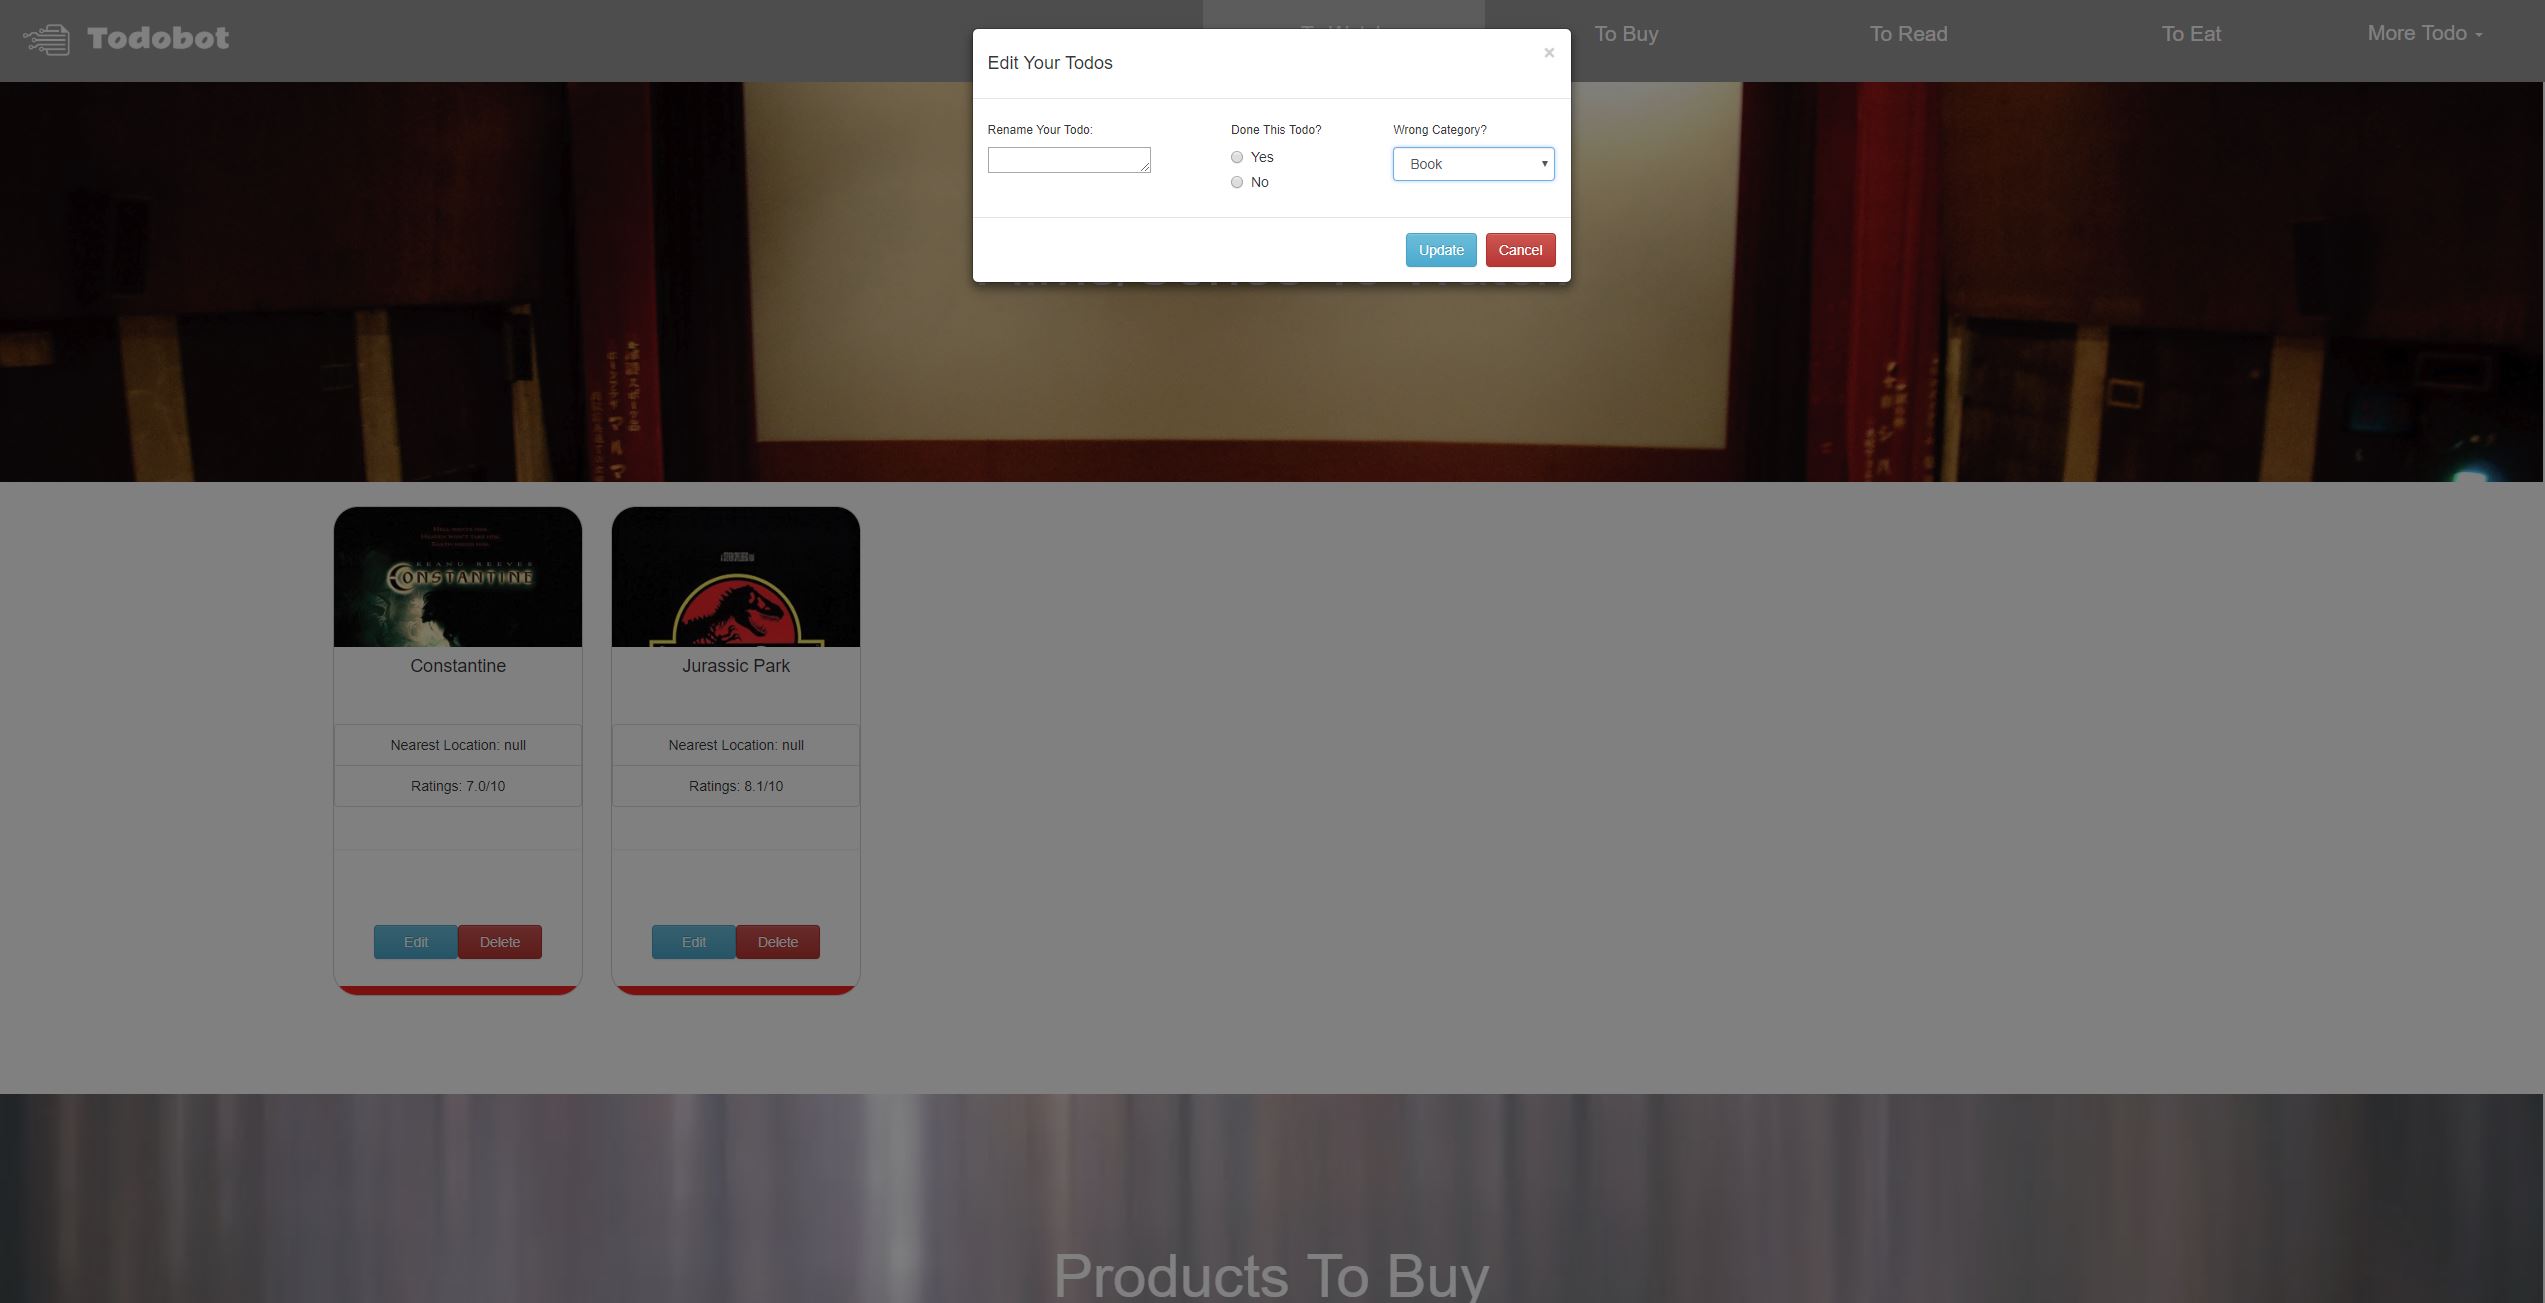 Todobot
To Buy
To Read
To Eat
More Todo
Edit Your Todos
×
Rename Your Todo:
Done This Todo?
Yes
No
Wrong Category?
Book
Update
Cancel
KEANU REEVES
CONSTANTINE
Constantine
Nearest Location: null
Ratings: 7.0/10
Edit
Delete
Jurassic Park
Nearest Location: null
Ratings: 8.1/10
Edit
Delete
Products To Buy